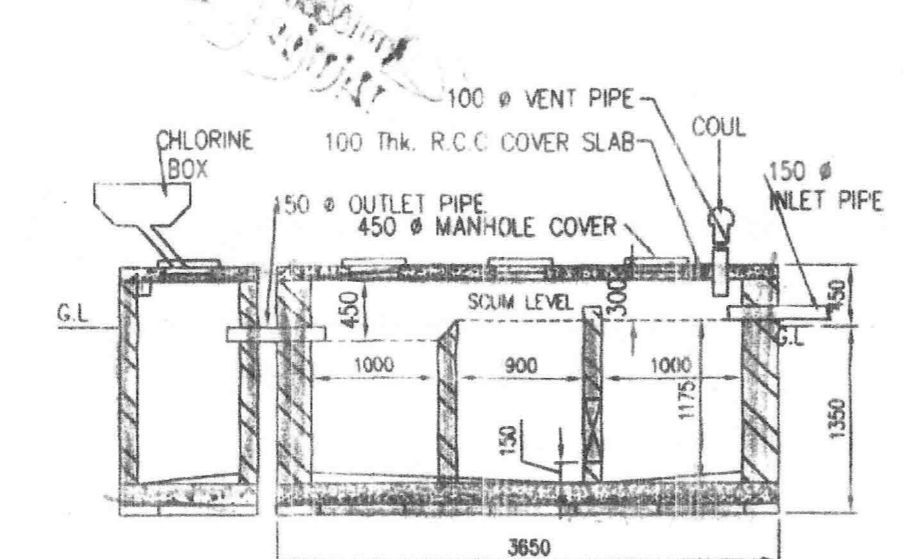 100 ø VENT PIPE
CHLORINE
BOX
100 Thk. R.C.C COVER SLAB
COUL
150 ø
INLET PIPE
150 ø OUTLET PIPE
450 ø MANHOLE COVER
G.L
450
SCUM LEVEL
300
450
G.L
1000
900
1000
1175
1350
150
3650